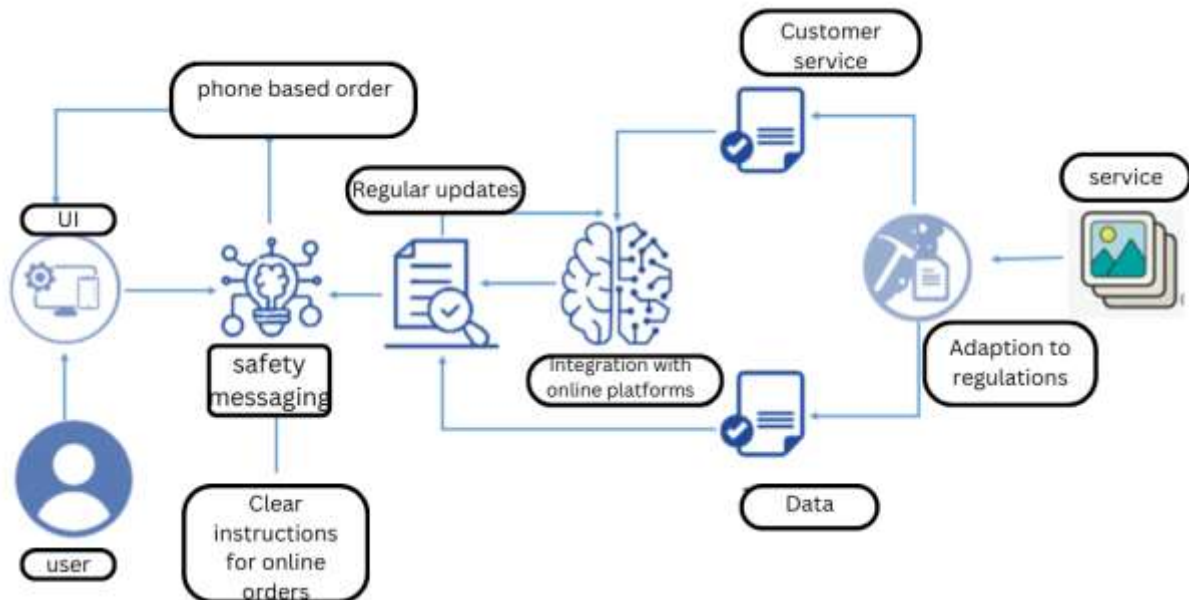 Customer
service
phone based order
Regular updates
service
UI
safety
messaging
Integration with
online platforms
Adaption to
regulations
Clear
instructions
for online
orders
Data
user